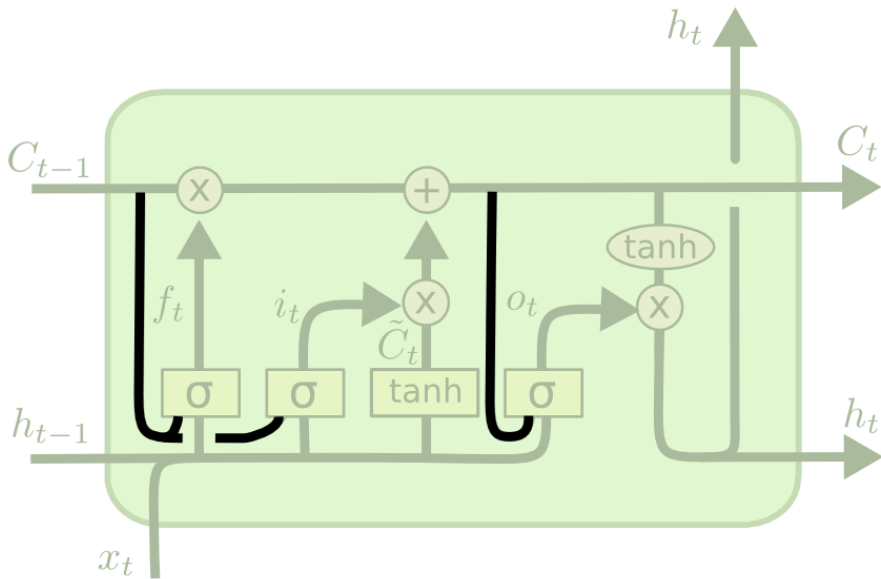 h_t
C_{t-1}
x
+
C_t
tanh
f_t
i_t
x
o_t
x
C̃_t
σ
σ
tanh
σ
h_{t-1}
h_t
x_t